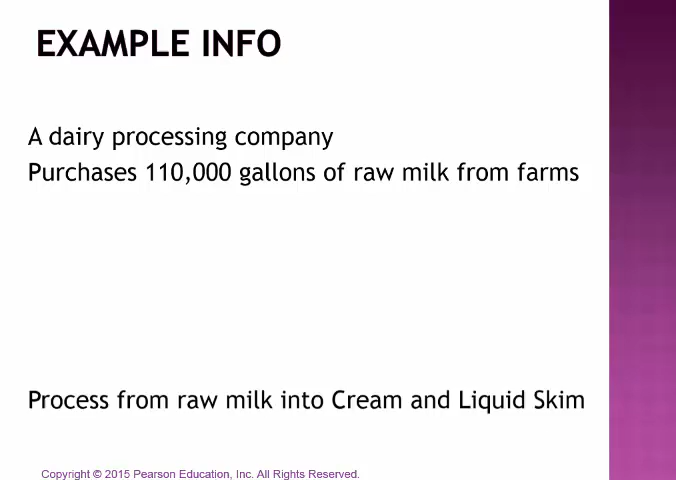 EXAMPLE INFO
A dairy processing company
Purchases 110,000 gallons of raw milk from farms
Process from raw milk into Cream and Liquid Skim
Copyright © 2015 Pearson Education, Inc. All Rights Reserved.